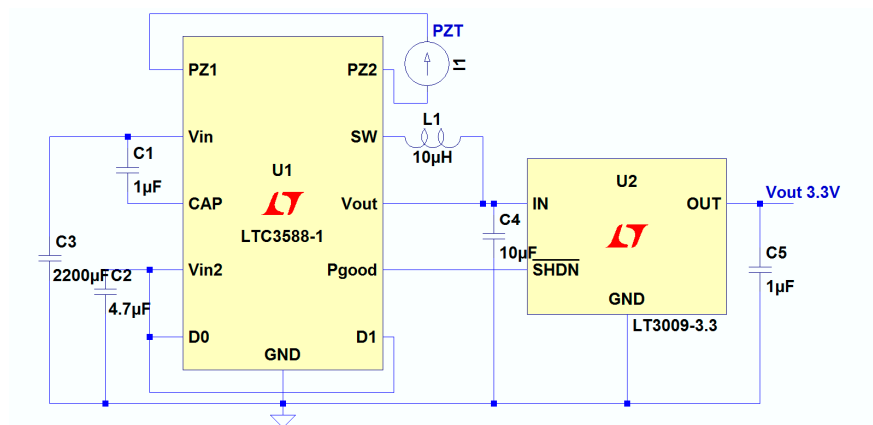 PZT
PZ1
PZ2
I1
Vin
SW
L1
10µH
C1
1µF
U1
CAP
Vout
LTC3588-1
C3
2200µF
C2
4.7µF
Vin2
Pgood
D0
D1
GND
U2
IN
OUT
C4
10µF
SHDN
GND
LT3009-3.3
Vout 3.3V
C5
1µF